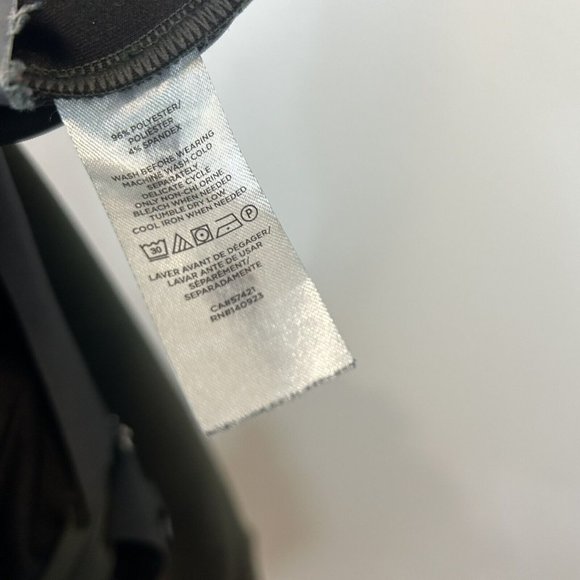 96% POLYESTER/
POLIÉSTER
4% SPANDEX
WASH BEFORE WEARING
MACHINE WASH COLD
SEPARATELY
DELICATE CYCLE
ONLY NON-CHLORINE
BLEACH WHEN NEEDED
TUMBLE DRY LOW
COOL IRON WHEN NEEDED
30 P
LAVER AVANT DE DÉGAGER/
LAVAR ANTE DE USAR
SÉPARÉMENT/
SEPARADAMENTE
CA#57421
RN#140923